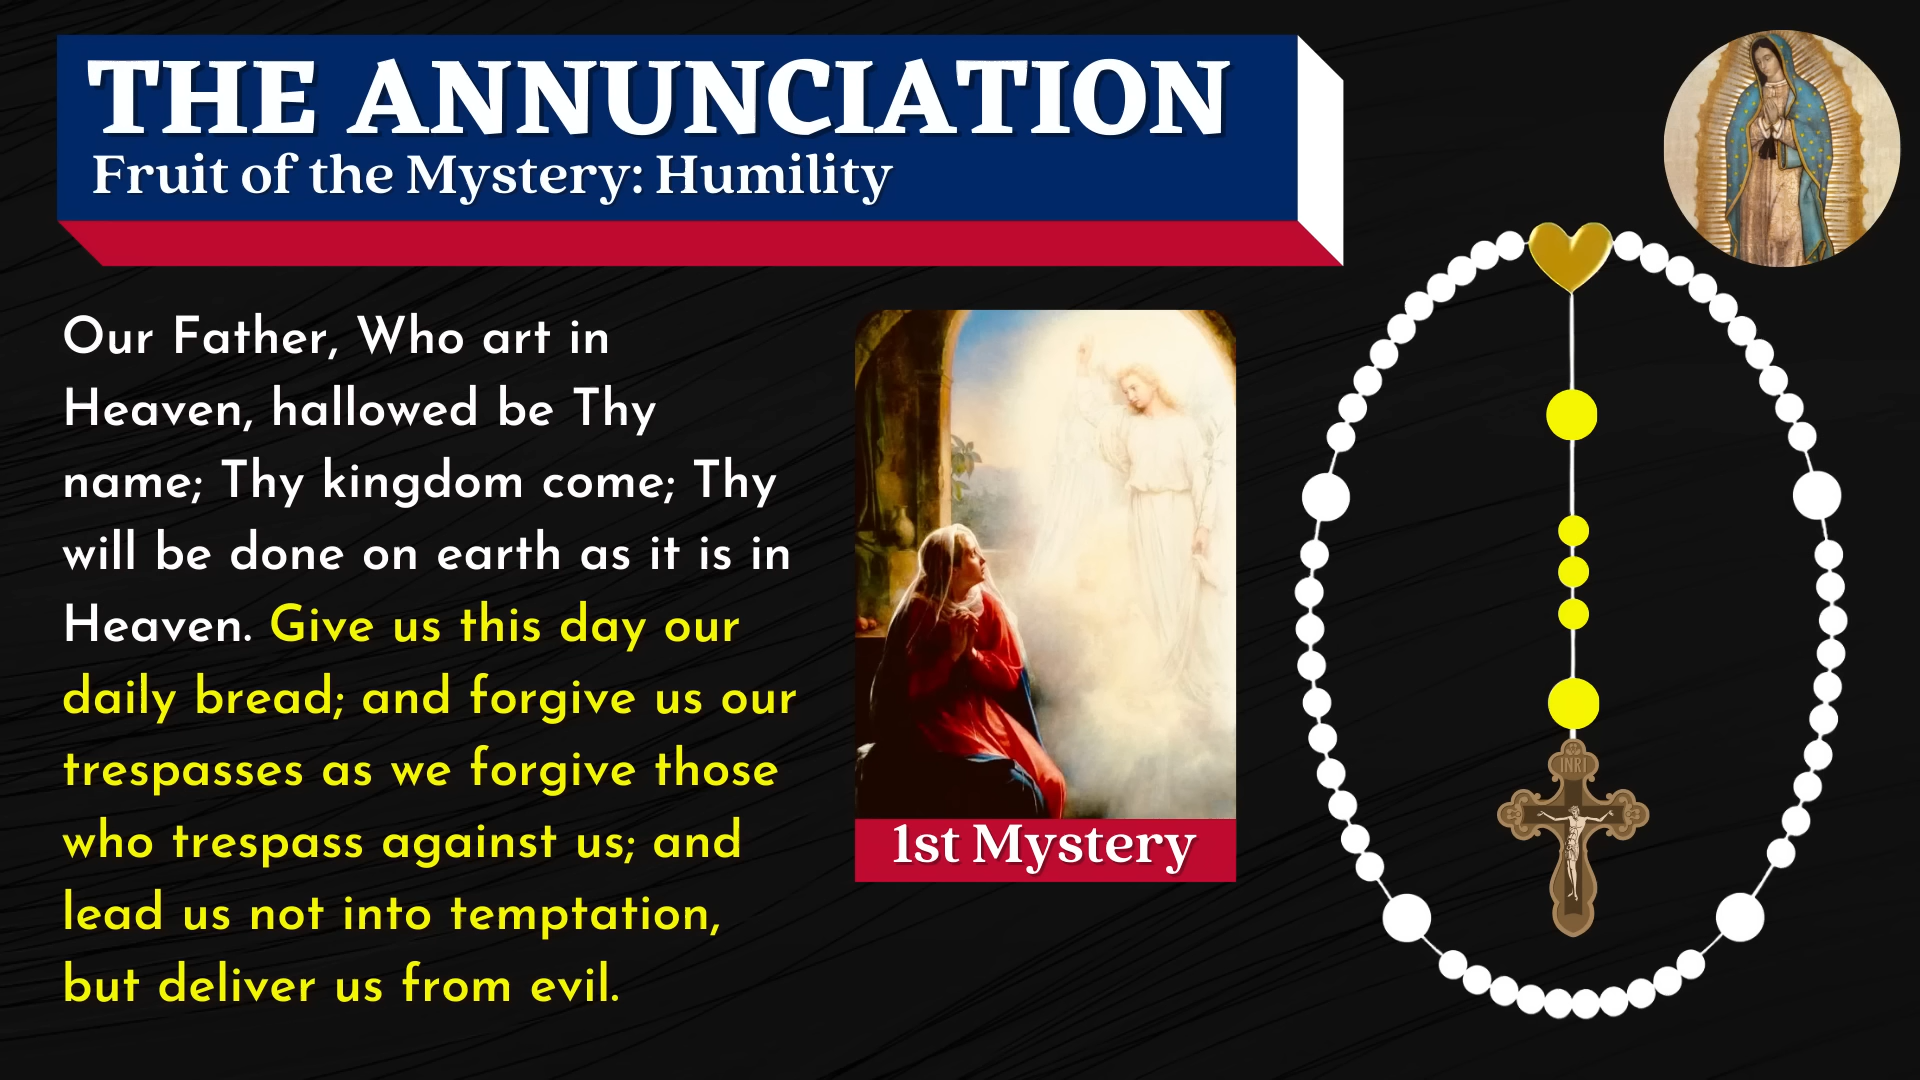 THE ANNUNCIATION
Fruit of the Mystery: Humility
Our Father, Who art in
Heaven, hallowed be Thy
name; Thy kingdom come; Thy
will be done on earth as it is in
Heaven. Give us this day our
daily bread; and forgive us our
trespasses as we forgive those
who trespass against us; and
lead us not into temptation,
but deliver us from evil.
1st Mystery
INRI